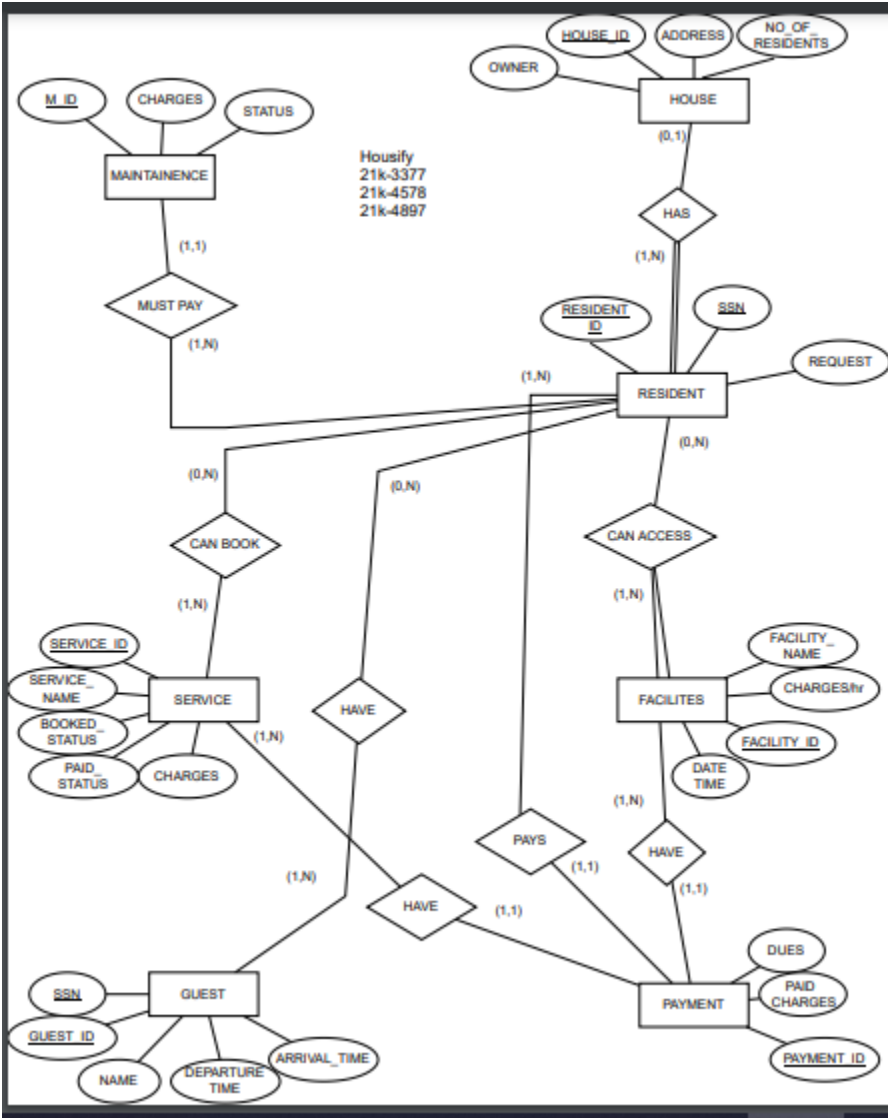 HOUSE_ID
ADDRESS
NO_OF_
RESIDENTS
OWNER
HOUSE
M_ID
CHARGES
STATUS
MAINTAINENCE
(0,1)
Housify
21k-3377
21k-4578
21k-4897
HAS
(1,1)
(1,N)
MUST PAY
RESIDENT
ID
SSN
(1,N)
REQUEST
(1,N)
RESIDENT
(0,N)
(0,N)
(0,N)
CAN BOOK
CAN ACCESS
(1,N)
(1,N)
SERVICE_ID
FACILITY_
NAME
SERVICE_
NAME
SERVICE
HAVE
FACILITES
CHARGES/hr
BOOKED_
STATUS
(1,N)
FACILITY_ID
PAID_
STATUS
CHARGES
DATE
TIME
(1,N)
PAYS
HAVE
(1,N)
(1,1)
(1,1)
HAVE
(1,1)
DUES
SSN
GUEST
PAYMENT
PAID
CHARGES
GUEST_ID
NAME
DEPARTURE
TIME
ARRIVAL_TIME
PAYMENT_ID